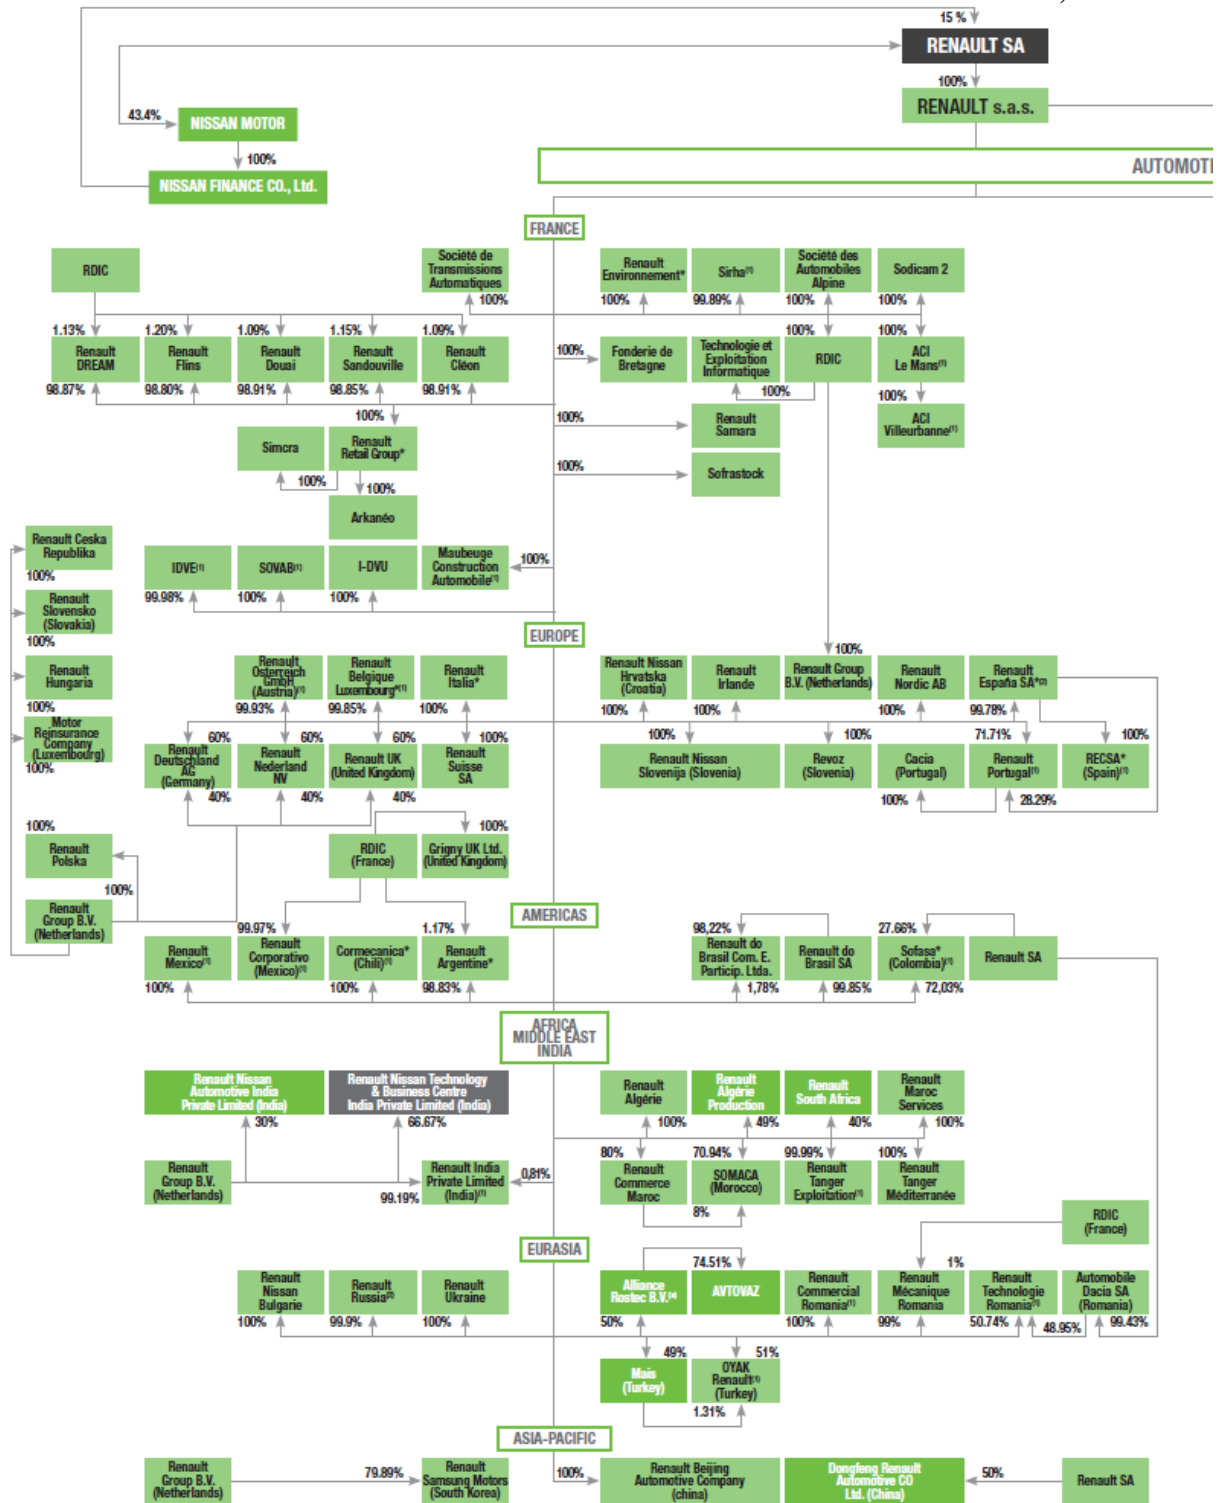 15 %
RENAULT SA
100%
RENAULT s.a.s.
43.4%
NISSAN MOTOR
100%
NISSAN FINANCE CO., Ltd.
AUTOMOTI
FRANCE
RDIC
Société de
Transmissions
Automatiques
100%
Renault
Environnement*
100%
Sirha(1)
99.89%
Société des
Automobiles
Alpine
100%
Sodicam 2
100%
1.13%
Renault
DREAM
98.87%
1.20%
Renault
Flins
98.80%
1.09%
Renault
Douai
98.91%
1.15%
Renault
Sandouville
98.85%
1.09%
Renault
Cléon
98.91%
100%
Fonderie de
Bretagne
Technologie et
Exploitation
Informatique
100%
100%
RDIC
100%
ACI
Le Mans(1)
100%
ACI
Villeurbanne(1)
100%
Simcra
Renault
Retail Group*
100%
100%
Arkanéo
100%
Renault
Samara
100%
Sofrastock
Renault Ceska
Republika
100%
Renault
Slovensko
(Slovakia)
100%
Renault
Hungaria
100%
Motor
Reinsurance
Company
(Luxembourg)
100%
IDVE(1)
99.98%
SOVAB(1)
100%
I-DVU
100%
Maubeuge
Construction
Automobile(1)
100%
EUROPE
Renault
Osterreich
GmbH
(Austria)(1)
99.93%
Renault
Belgique
Luxembourg*(1)
99.85%
Renault
Italia*
100%
Renault Nissan
Hrvatska
(Croatia)
100%
Renault
Irlande
100%
100%
Renault Group
B.V. (Netherlands)
Renault
Nordic AB
100%
Renault
España SA*(2)
99.78%
60%
Renault
Deutschland
AG
(Germany)
40%
60%
Renault
Nederland
NV
40%
60%
Renault UK
(United Kingdom)
40%
100%
Renault
Suisse
SA
100%
Renault Nissan
Slovenija (Slovenia)
100%
Revoz
(Slovenia)
Cacia
(Portugal)
100%
71.71%
Renault
Portugal(1)
28.29%
100%
RECSA*
(Spain)(1)
100%
Renault
Polska
100%
Renault
Group B.V.
(Netherlands)
RDIC
(France)
100%
Grigny UK Ltd.
(United Kingdom)
AMERICAS
Renault
Mexico(1)
100%
99.97%
Renault
Corporativo
(Mexico)(1)
Cormecanica*
(Chili)(1)
100%
1.17%
Renault
Argentine*
98.83%
98,22%
Renault do
Brasil Com. E.
Particip. Ltda.
1,78%
Renault do
Brasil SA
99.85%
27.66%
Sofasa*
(Colombia)(1)
72,03%
Renault SA
AFRICA
MIDDLE EAST
INDIA
Renault Nissan
Automotive India
Private Limited (India)
30%
Renault Nissan Technology
& Business Centre
India Private Limited (India)
66.67%
Renault
Algérie
100%
Renault
Algérie
Production
49%
Renault
South Africa
40%
Renault
Maroc
Services
100%
Renault
Group B.V.
(Netherlands)
99.19%
Renault India
Private Limited
(India)(1)
0,81%
80%
Renault
Commerce
Maroc
8%
70.94%
SOMACA
(Morocco)
99.99%
Renault
Tanger
Exploitation(1)
100%
Renault
Tanger
Méditerranée
RDIC
(France)
EURASIA
Renault
Nissan
Bulgarie
100%
Renault
Russia(2)
99.9%
Renault
Ukraine
100%
Alliance
Rostec B.V.(a)
50%
74.51%
AVTOVAZ
Renault
Commercial
Romania(1)
100%
1%
Renault
Mécanique
Romania
99%
Renault
Technologie
Romania(1)
50.74%
48.95%
Automobile
Dacia SA
(Romania)
99.43%
49%
Mais
(Turkey)
51%
OYAK
Renault(1)
(Turkey)
1.31%
ASIA-PACIFIC
Renault
Group B.V.
(Netherlands)
79.89%
Renault
Samsung Motors
(South Korea)
100%
Renault Beijing
Automotive Company
(china)
Dongfeng Renault
Automotive CO
Ltd. (China)
50%
Renault SA